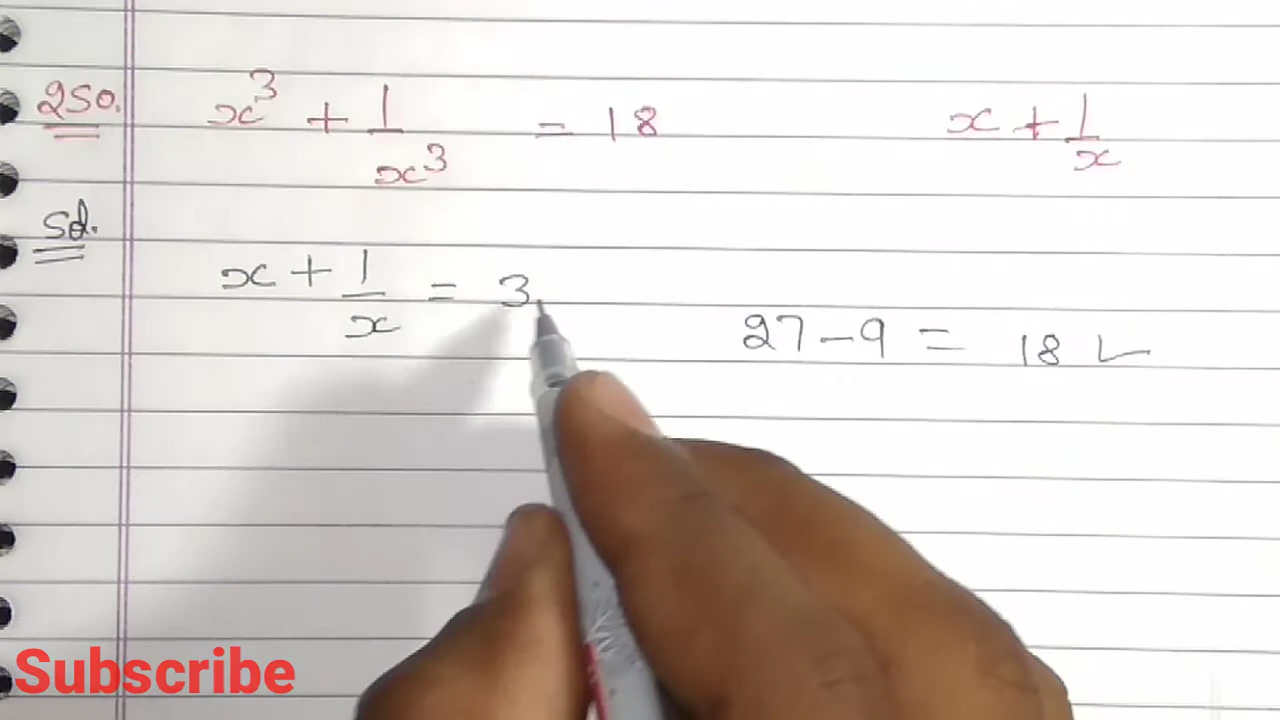 250. x³ + 1/x³ = 18 x + 1/x
Sol.
x + 1/x = 3
27 - 9 = 18 ✓
Subscribe